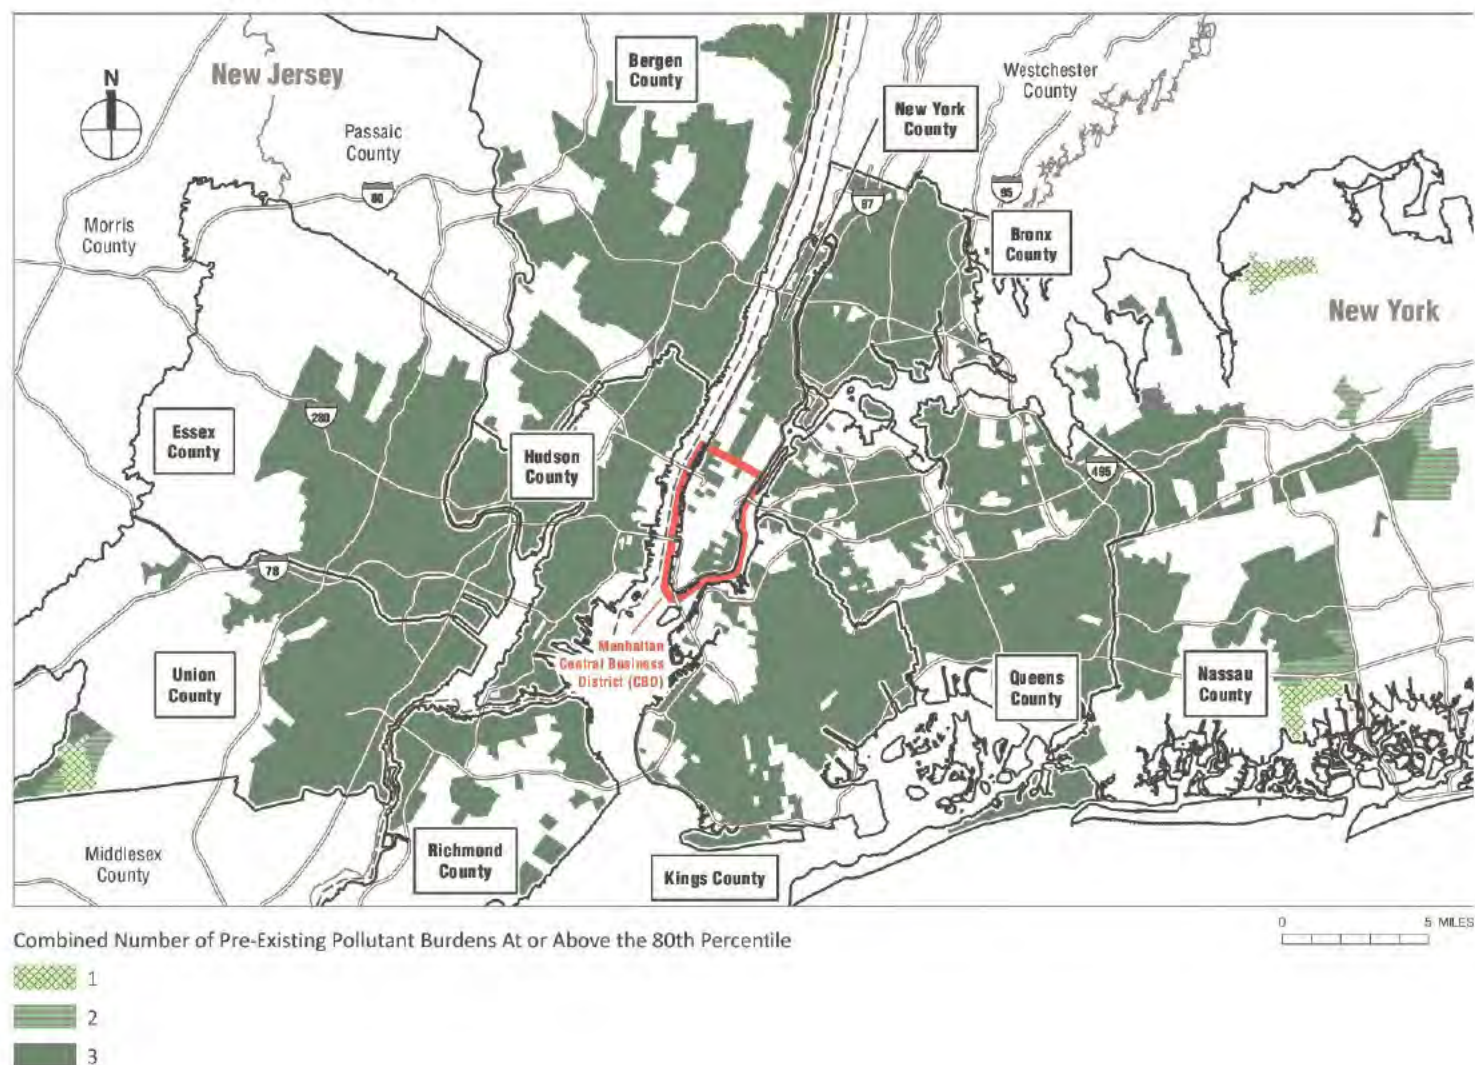 New Jersey
Bergen
County
Westchester
County
New York
County
N
Passaic
County
80
87
95
Morris
County
Bronx
County
New York
280
Essex
County
Hudson
County
495
78
Manhattan
Central Business
District (CBD)
Union
County
Queens
County
Nassau
County
Middlesex
County
Richmond
County
Kings County
0 5 MILES
Combined Number of Pre-Existing Pollutant Burdens At or Above the 80th Percentile
1
2
3